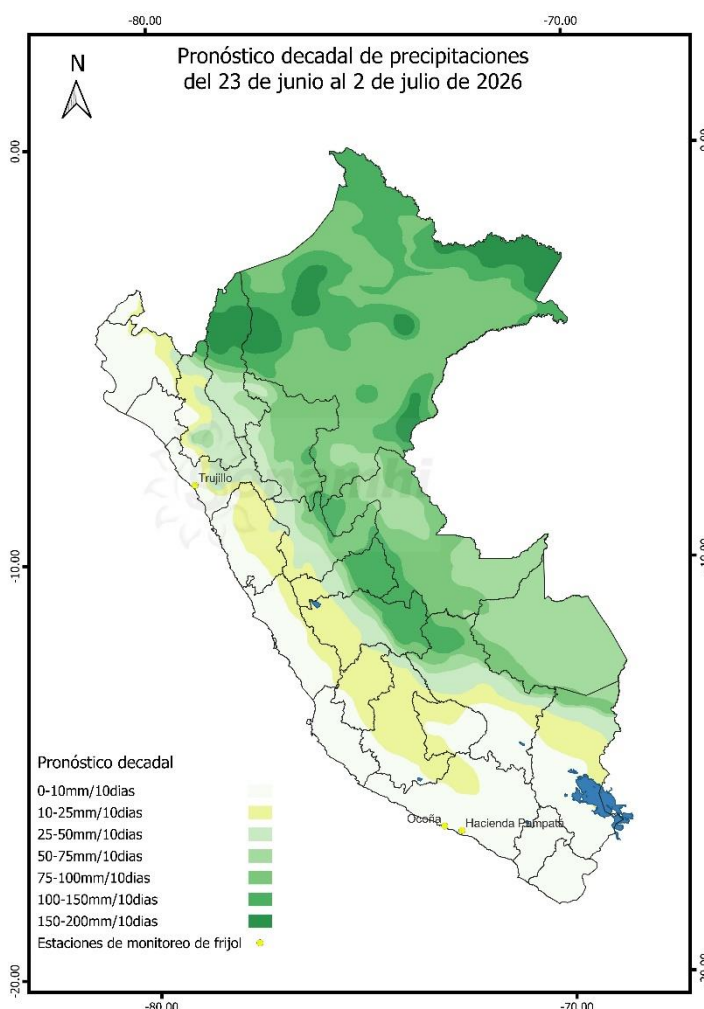 -80.00
-70.00
Pronóstico decadal de precipitaciones
del 23 de junio al 2 de julio de 2026
N
0.00
0.00
Trujillo
Senamhi
-10.00
Pronóstico decadal
0-10mm/10dias
10-25mm/10dias
25-50mm/10dias
50-75mm/10dias
75-100mm/10dias
100-150mm/10dias
150-200mm/10dias
Estaciones de monitoreo de frijol
Ocoña
Hacienda Pampata
-20.00
-80.00
-70.00